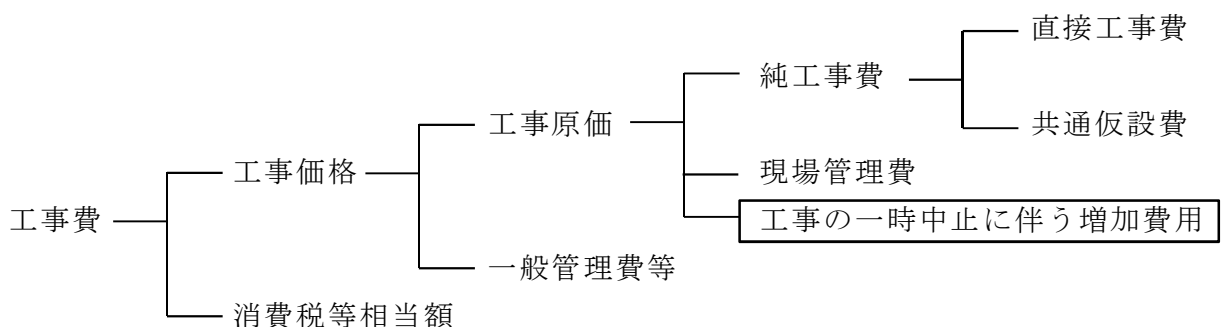 直接工事費
純工事費
共通仮設費
工事原価
現場管理費
工事価格
工事の一時中止に伴う増加費用
工事費
一般管理費等
消費税等相当額